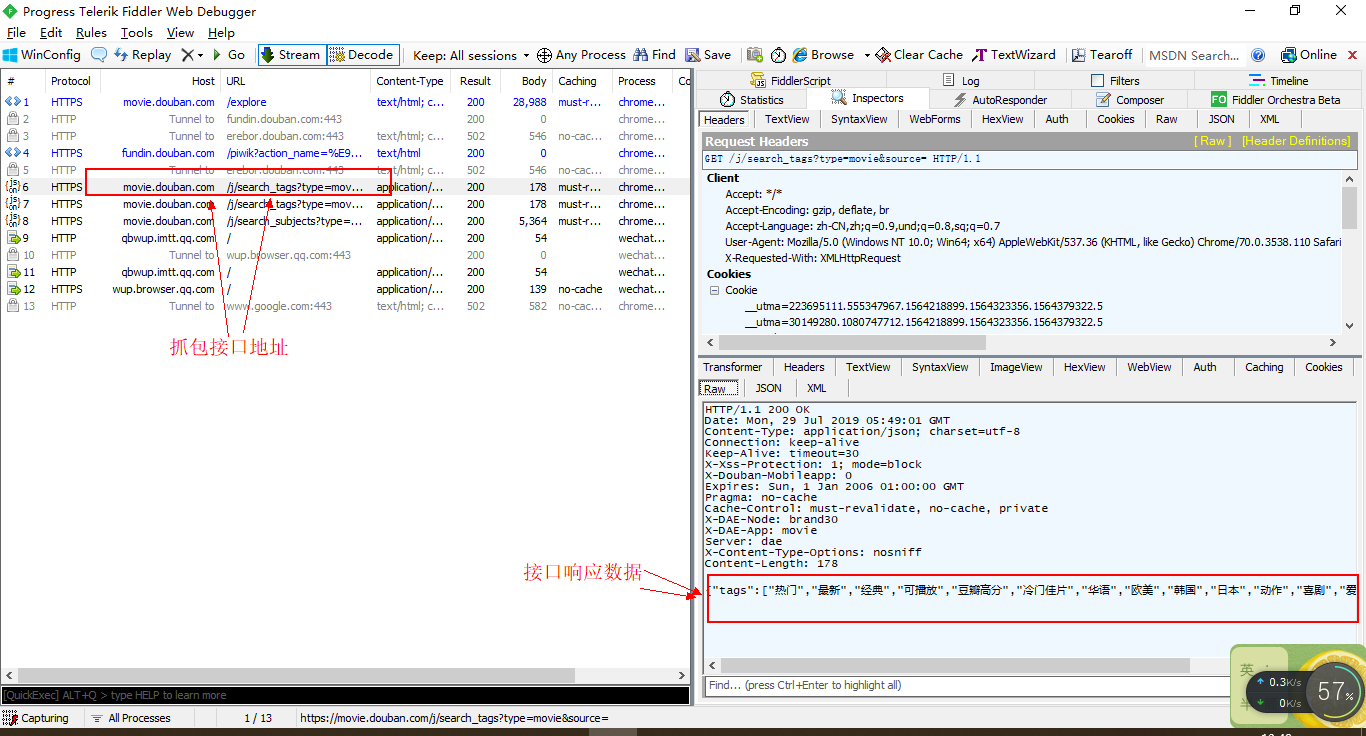 Progress Telerik Fiddler Web Debugger
File Edit Rules Tools View Help
WinConfig Replay Go Stream Decode Keep: All sessions Any Process Find Save Browse Clear Cache TextWizard Tearoff MSDN Search... Online
# Protocol Host URL Content-Type Result Body Caching Process Co
1 HTTPS movie.douban.com /explore text/html; c... 200 28,988 must-r... chrome...
2 HTTP Tunnel to fundin.douban.com:443 200 0 chrome...
3 HTTP Tunnel to erebor.douban.com:443 text/html; c... 502 546 no-cac... chrome...
4 HTTPS fundin.douban.com /piwik?action_name=%E9... text/html 200 0 chrome...
5 HTTP Tunnel to erebor.douban.com:443 text/html; c... 502 546 no-cac... chrome...
6 HTTPS movie.douban.com /j/search_tags?type=mov... application/... 200 178 must-r... chrome...
7 HTTPS movie.douban.com /j/search_tags?type=mov... application/... 200 178 must-r... chrome...
8 HTTPS movie.douban.com /j/search_subjects?type=... application/... 200 5,364 must-r... chrome...
9 HTTP qbwup.imtt.qq.com / application/... 200 54 wechat...
10 HTTP Tunnel to wup.browser.qq.com:443 200 0 wechat...
11 HTTP qbwup.imtt.qq.com / application/... 200 54 wechat...
12 HTTPS wup.browser.qq.com / application/... 200 139 no-cache wechat...
13 HTTP Tunnel to www.google.com:443 text/html; c... 502 582 no-cac... chrome...
抓包接口地址
FiddlerScript Log Filters Timeline
Statistics Inspectors AutoResponder Composer FO Fiddler Orchestra Beta
Headers TextView SyntaxView WebForms HexView Auth Cookies Raw JSON XML
Request Headers [ Raw ] [Header Definitions]
GET /j/search_tags?type=movie&source= HTTP/1.1
Client
Accept: */*
Accept-Encoding: gzip, deflate, br
Accept-Language: zh-CN,zh;q=0.9,und;q=0.8,sq;q=0.7
User-Agent: Mozilla/5.0 (Windows NT 10.0; Win64; x64) AppleWebKit/537.36 (KHTML, like Gecko) Chrome/70.0.3538.110 Safari
X-Requested-With: XMLHttpRequest
Cookies
Cookie
__utma=223695111.555347967.1564218899.1564323356.1564379322.5
__utma=30149280.1080747712.1564218899.1564323356.1564379322.5
Transformer Headers TextView SyntaxView ImageView HexView WebView Auth Caching Cookies
Raw JSON XML
HTTP/1.1 200 OK
Date: Mon, 29 Jul 2019 05:49:01 GMT
Content-Type: application/json; charset=utf-8
Connection: keep-alive
Keep-Alive: timeout=30
X-Xss-Protection: 1; mode=block
X-Douban-Mobileapp: 0
Expires: Sun, 1 Jan 2006 01:00:00 GMT
Pragma: no-cache
Cache-Control: must-revalidate, no-cache, private
X-DAE-Node: brand30
X-DAE-App: movie
Server: dae
X-Content-Type-Options: nosniff
Content-Length: 178
接口响应数据
{"tags":["热门","最新","经典","可播放","豆瓣高分","冷门佳片","华语","欧美","韩国","日本","动作","喜剧","爱
Find... (press Ctrl+Enter to highlight all)
英
0.3K/s
0K/s
57%
半
[QuickExec] ALT+Q > type HELP to learn more
Capturing All Processes 1 / 13 https://movie.douban.com/j/search_tags?type=movie&source=